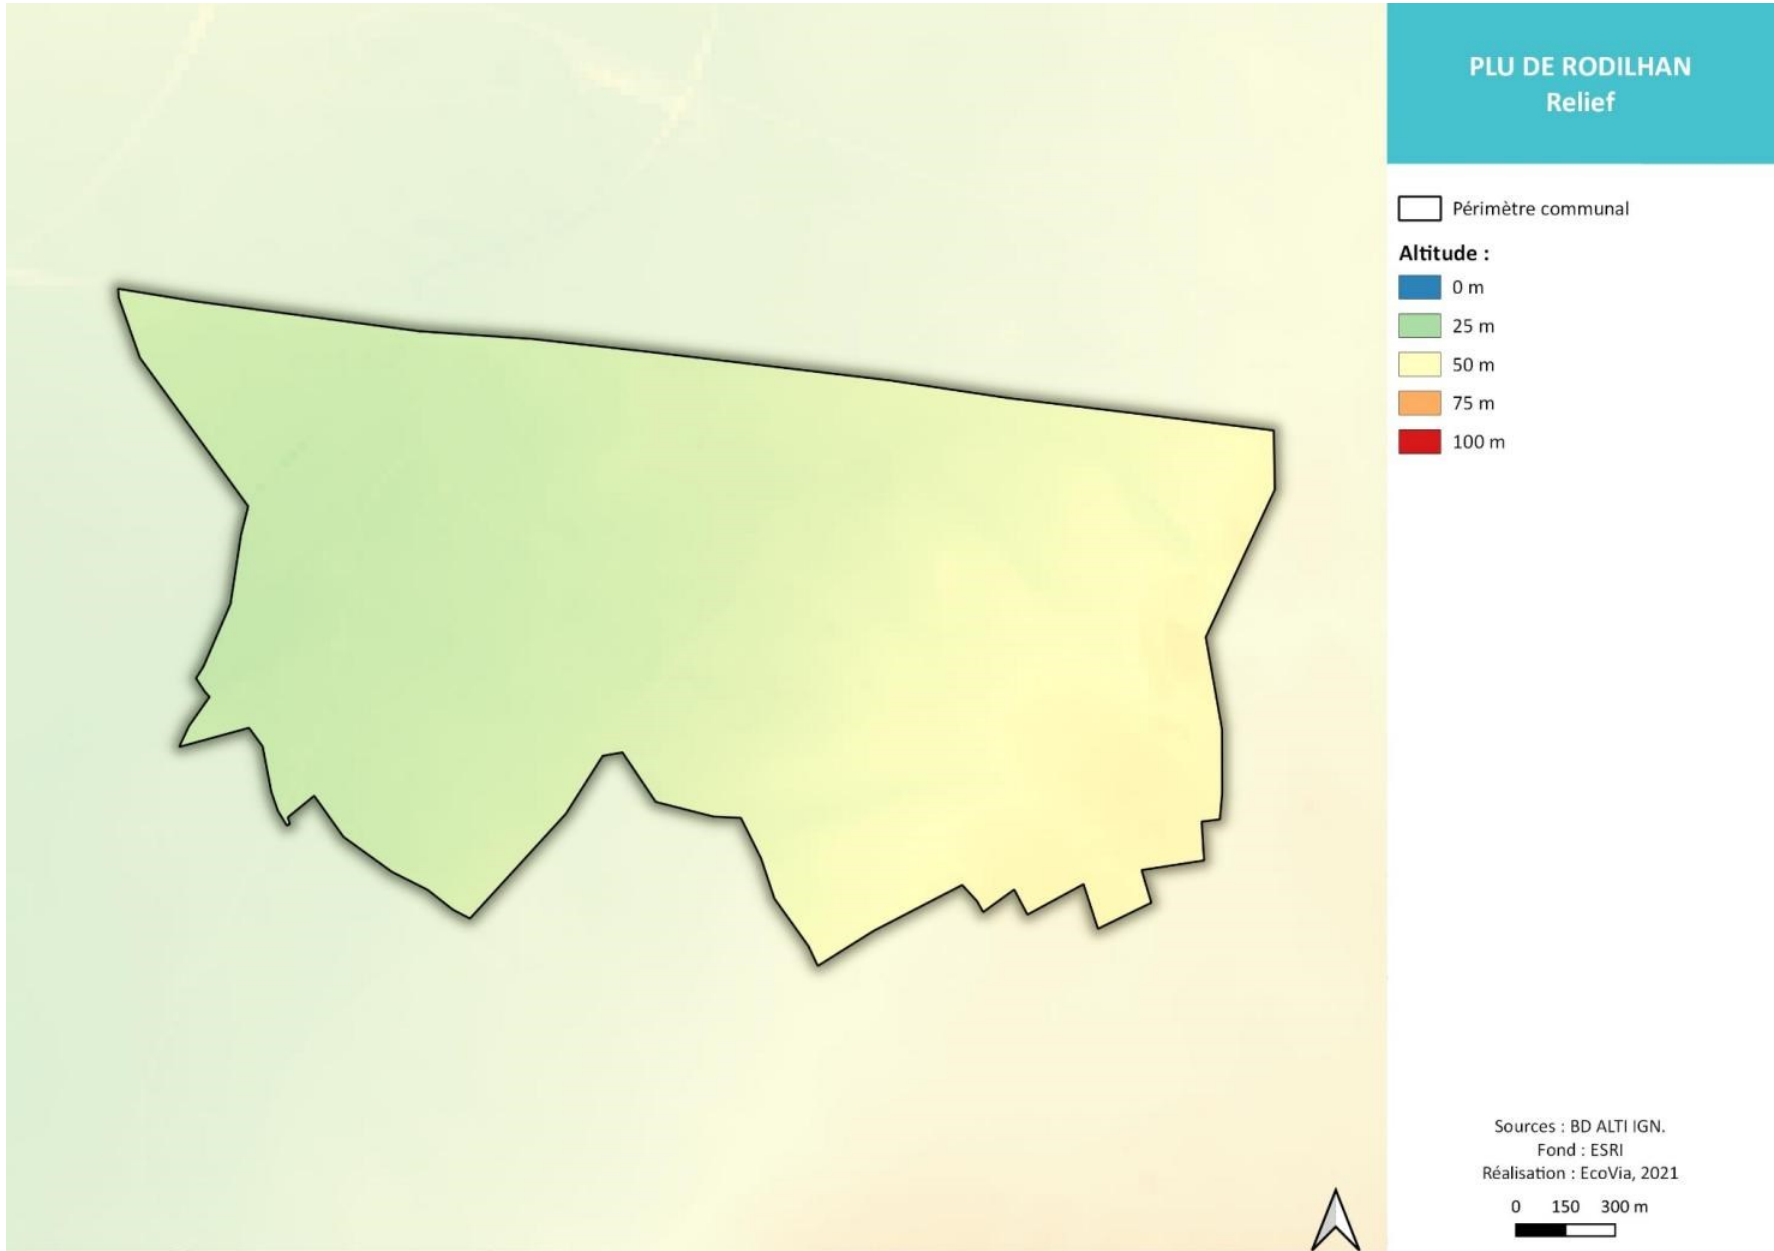 PLU DE RODILHAN
Relief
Périmètre communal
Altitude :
0 m
25 m
50 m
75 m
100 m
Sources : BD ALTI IGN.
Fond : ESRI
Réalisation : EcoVia, 2021
0 150 300 m